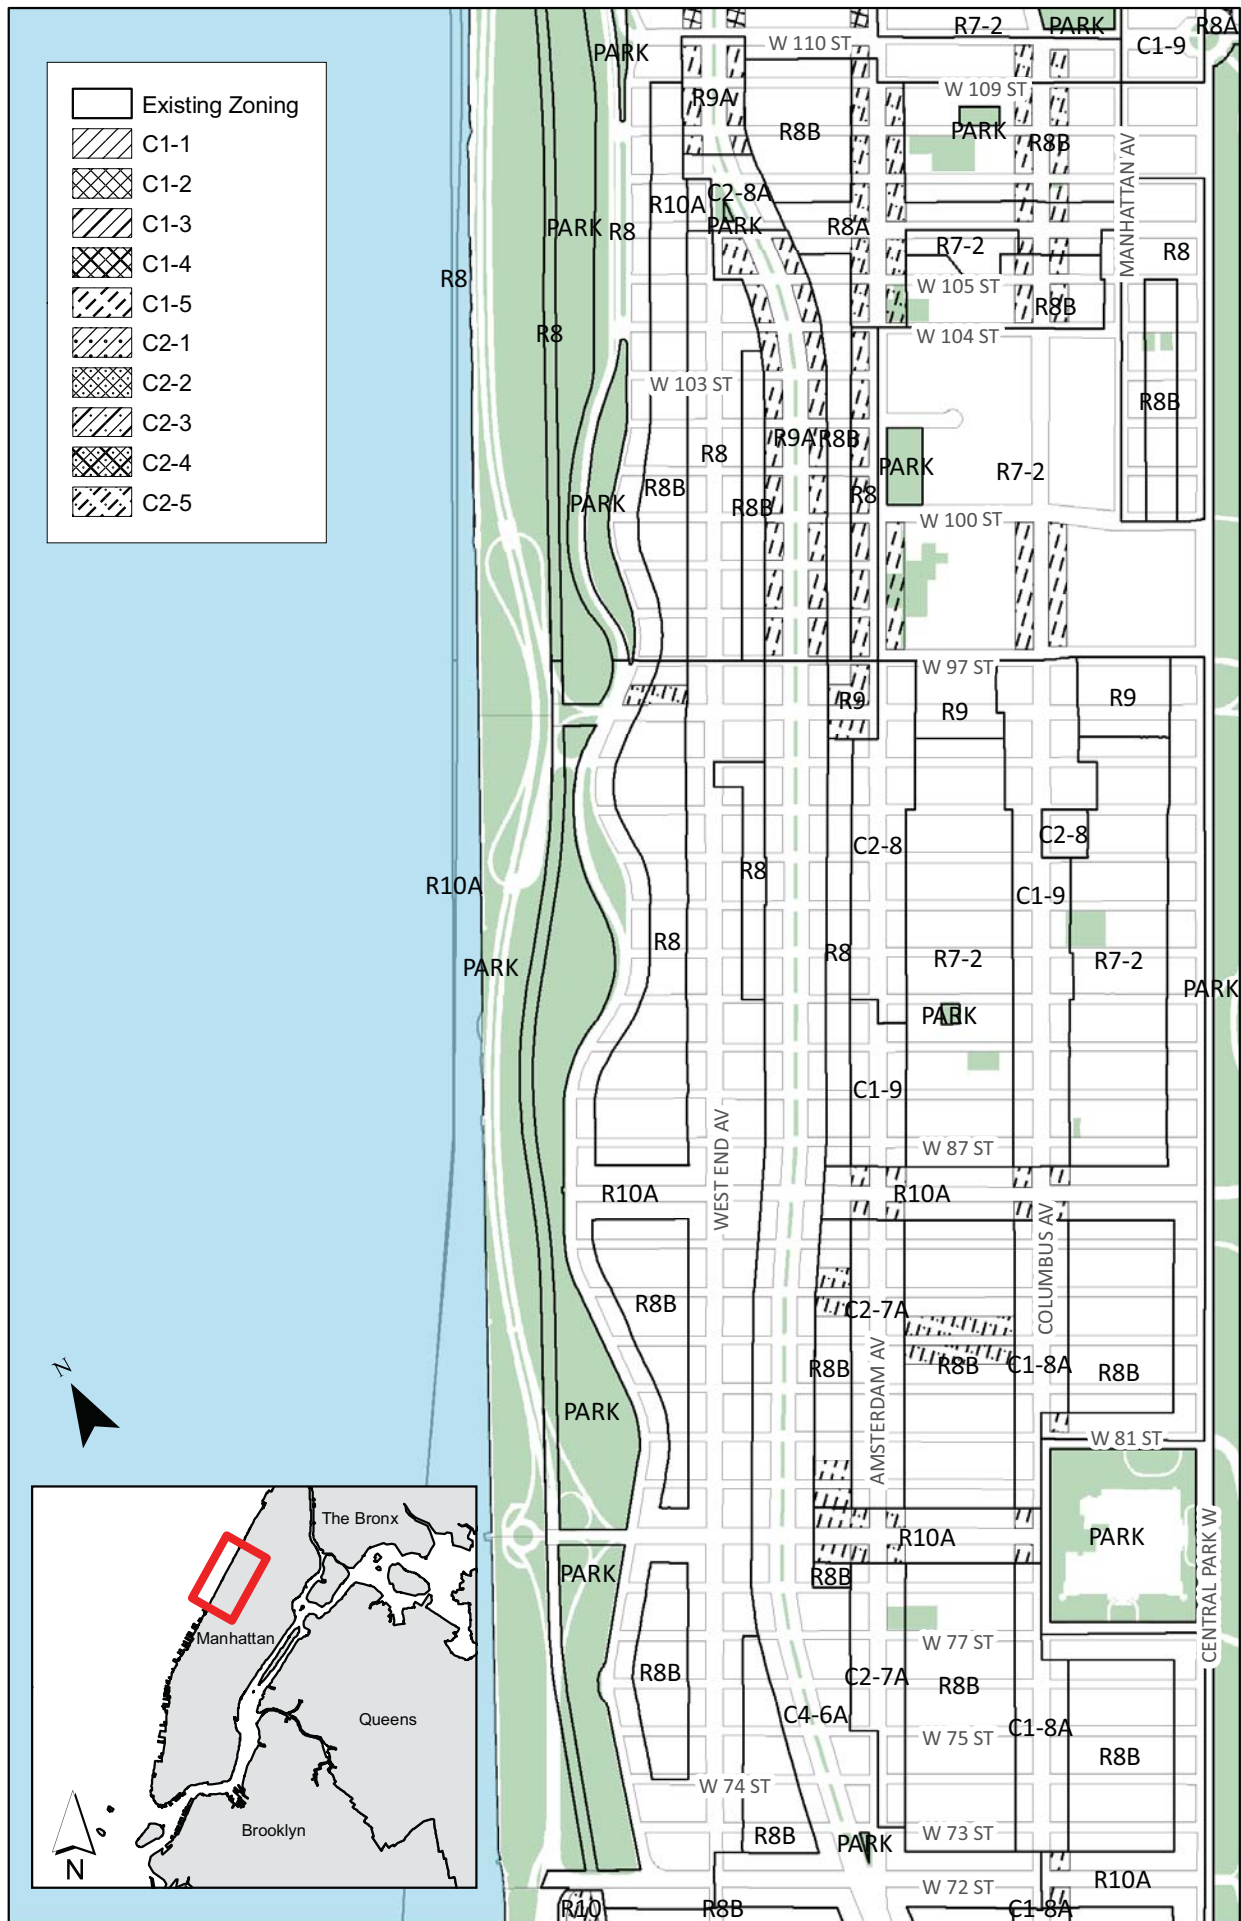 Existing Zoning
C1-1
C1-2
C1-3
C1-4
C1-5
C2-1
C2-2
C2-3
C2-4
C2-5
R7-2
PARK
R8A
W 110 ST
C1-9
PARK
W 109 ST
R9A
R8B
PARK
R8B
MANHATTAN AV
C2-8A
R10A
PARK
PARK
R8
R8A
R7-2
R8
R8
W 105 ST
R8B
R8
W 104 ST
W 103 ST
R8B
R9A
R8B
R8
PARK
R7-2
R8B
R8
PARK
R8B
W 100 ST
W 97 ST
R9
R9
R9
C2-8
C2-8
R8
R10A
C1-9
R8
R8
R7-2
R7-2
PARK
PARK
PARK
C1-9
W 87 ST
WEST END AV
R10A
R10A
COLUMBUS AV
R8B
C2-7A
R8B
R8B
C1-8A
R8B
AMSTERDAM AV
PARK
W 81 ST
R10A
PARK
PARK
R8B
CENTRAL PARK W
W 77 ST
R8B
C2-7A
R8B
C4-6A
C1-8A
W 75 ST
R8B
W 74 ST
R8B
PARK
W 73 ST
R10A
W 72 ST
R10
R8B
C1-8A
N
The Bronx
Manhattan
Queens
Brooklyn
N